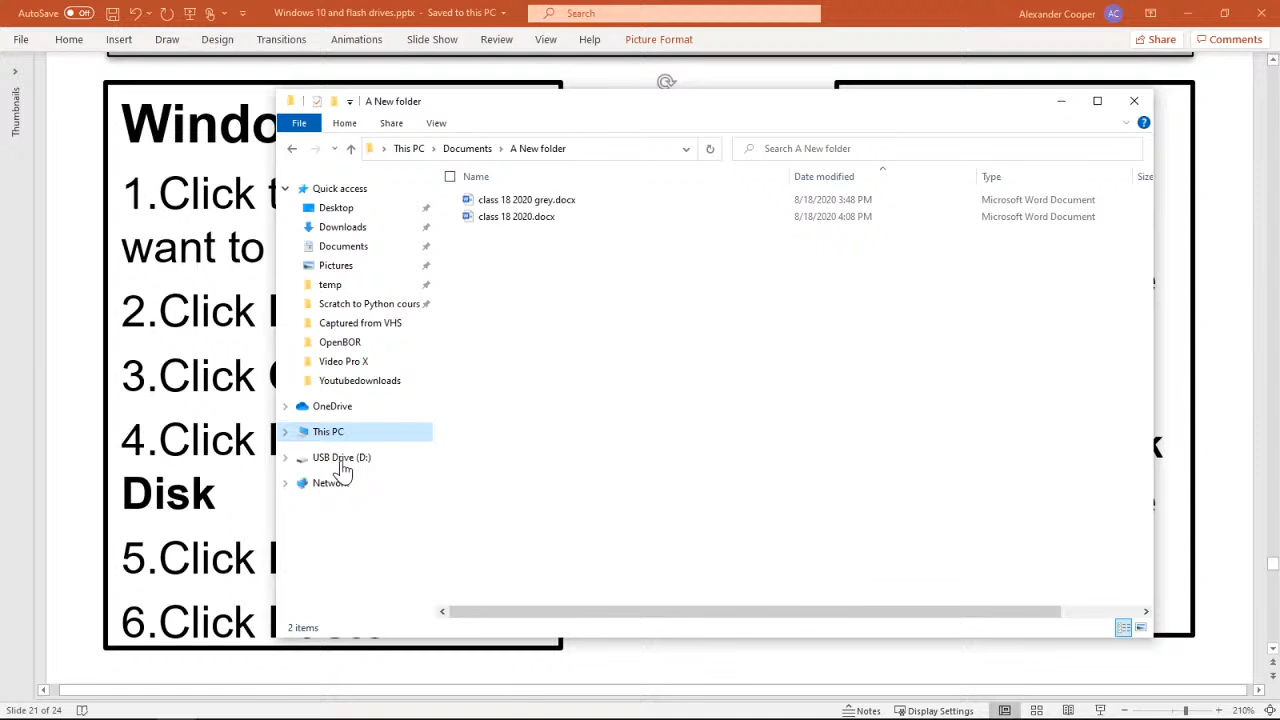 AutoSave Off
Windows 10 and flash drives.pptx - Saved to this PC
Search
Alexander Cooper AC
File Home Insert Draw Design Transitions Animations Slide Show Review View Help Picture Format
Share Comments
Thumbnails
1.Click
want to
2.Click
3.Click
4.Click
Disk
5.Click
6.Click
A New folder
File Home Share View
This PC Documents A New folder
Search A New folder
Name Date modified Type Size
class 18 2020 grey.docx 8/18/2020 3:48 PM Microsoft Word Document
class 18 2020.docx 8/18/2020 4:08 PM Microsoft Word Document
Quick access
Desktop
Downloads
Documents
Pictures
temp
Scratch to Python cours
Captured from VHS
OpenBOR
Video Pro X
Youtubedownloads
OneDrive
This PC
USB Drive (D:)
Network
2 items
Slide 21 of 24
Notes
Display Settings
210%